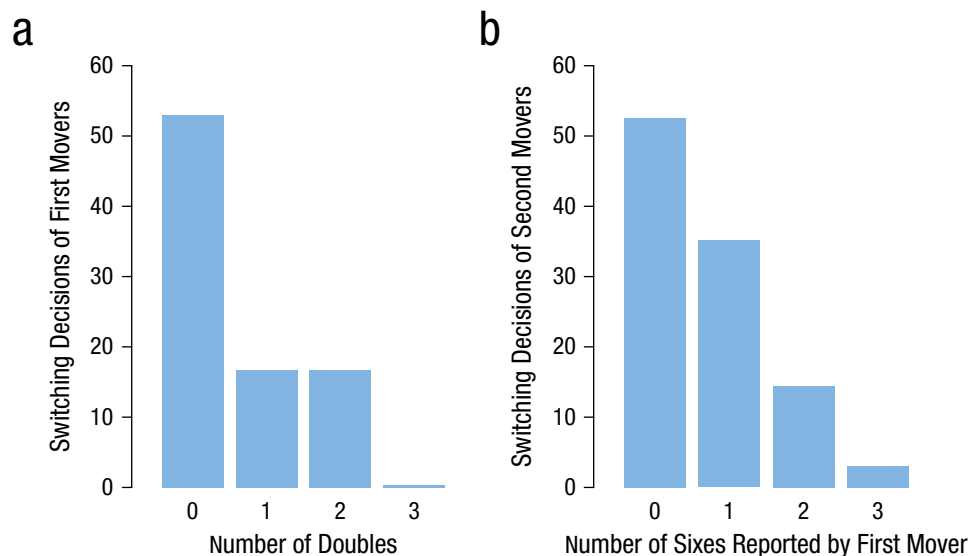 a
Switching Decisions of First Movers
60
50
40
30
20
10
0
0 1 2 3
Number of Doubles
b
Switching Decisions of Second Movers
60
50
40
30
20
10
0
0 1 2 3
Number of Sixes Reported by First Mover